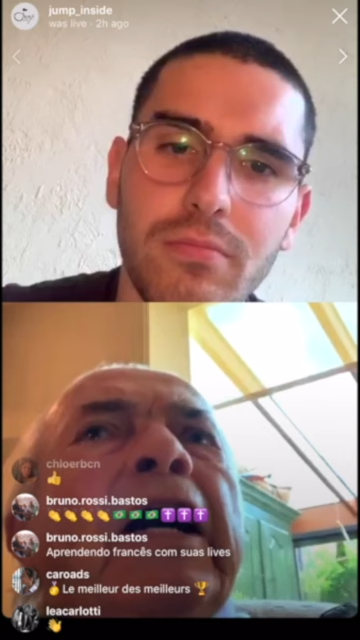 jump_inside
was live · 2h ago
chloerbcn
👍
bruno.rossi.bastos
👏👏👏👏🇧🇷🇧🇷🇧🇷✝️✝️✝️
bruno.rossi.bastos
Aprendendo francês com suas lives
caroads
🥇Le meilleur des meilleurs 🏆
leacarlotti
👋